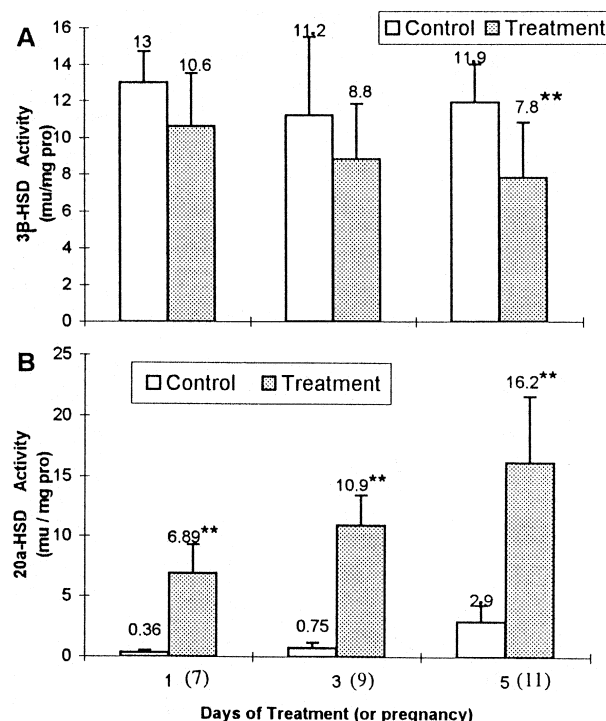 A
Control Treatment
3β-HSD Activity
(mu/mg pro)
16
14
12
10
8
6
4
2
0
13
10.6
11.2
8.8
11.9
7.8 **
B
Control Treatment
20a-HSD Activity
(mu / mg pro)
25
20
15
10
5
0
0.36
6.89 **
0.75
10.9 **
2.9
16.2 **
1 (7) 3 (9) 5 (11)
Days of Treatment (or pregnancy)